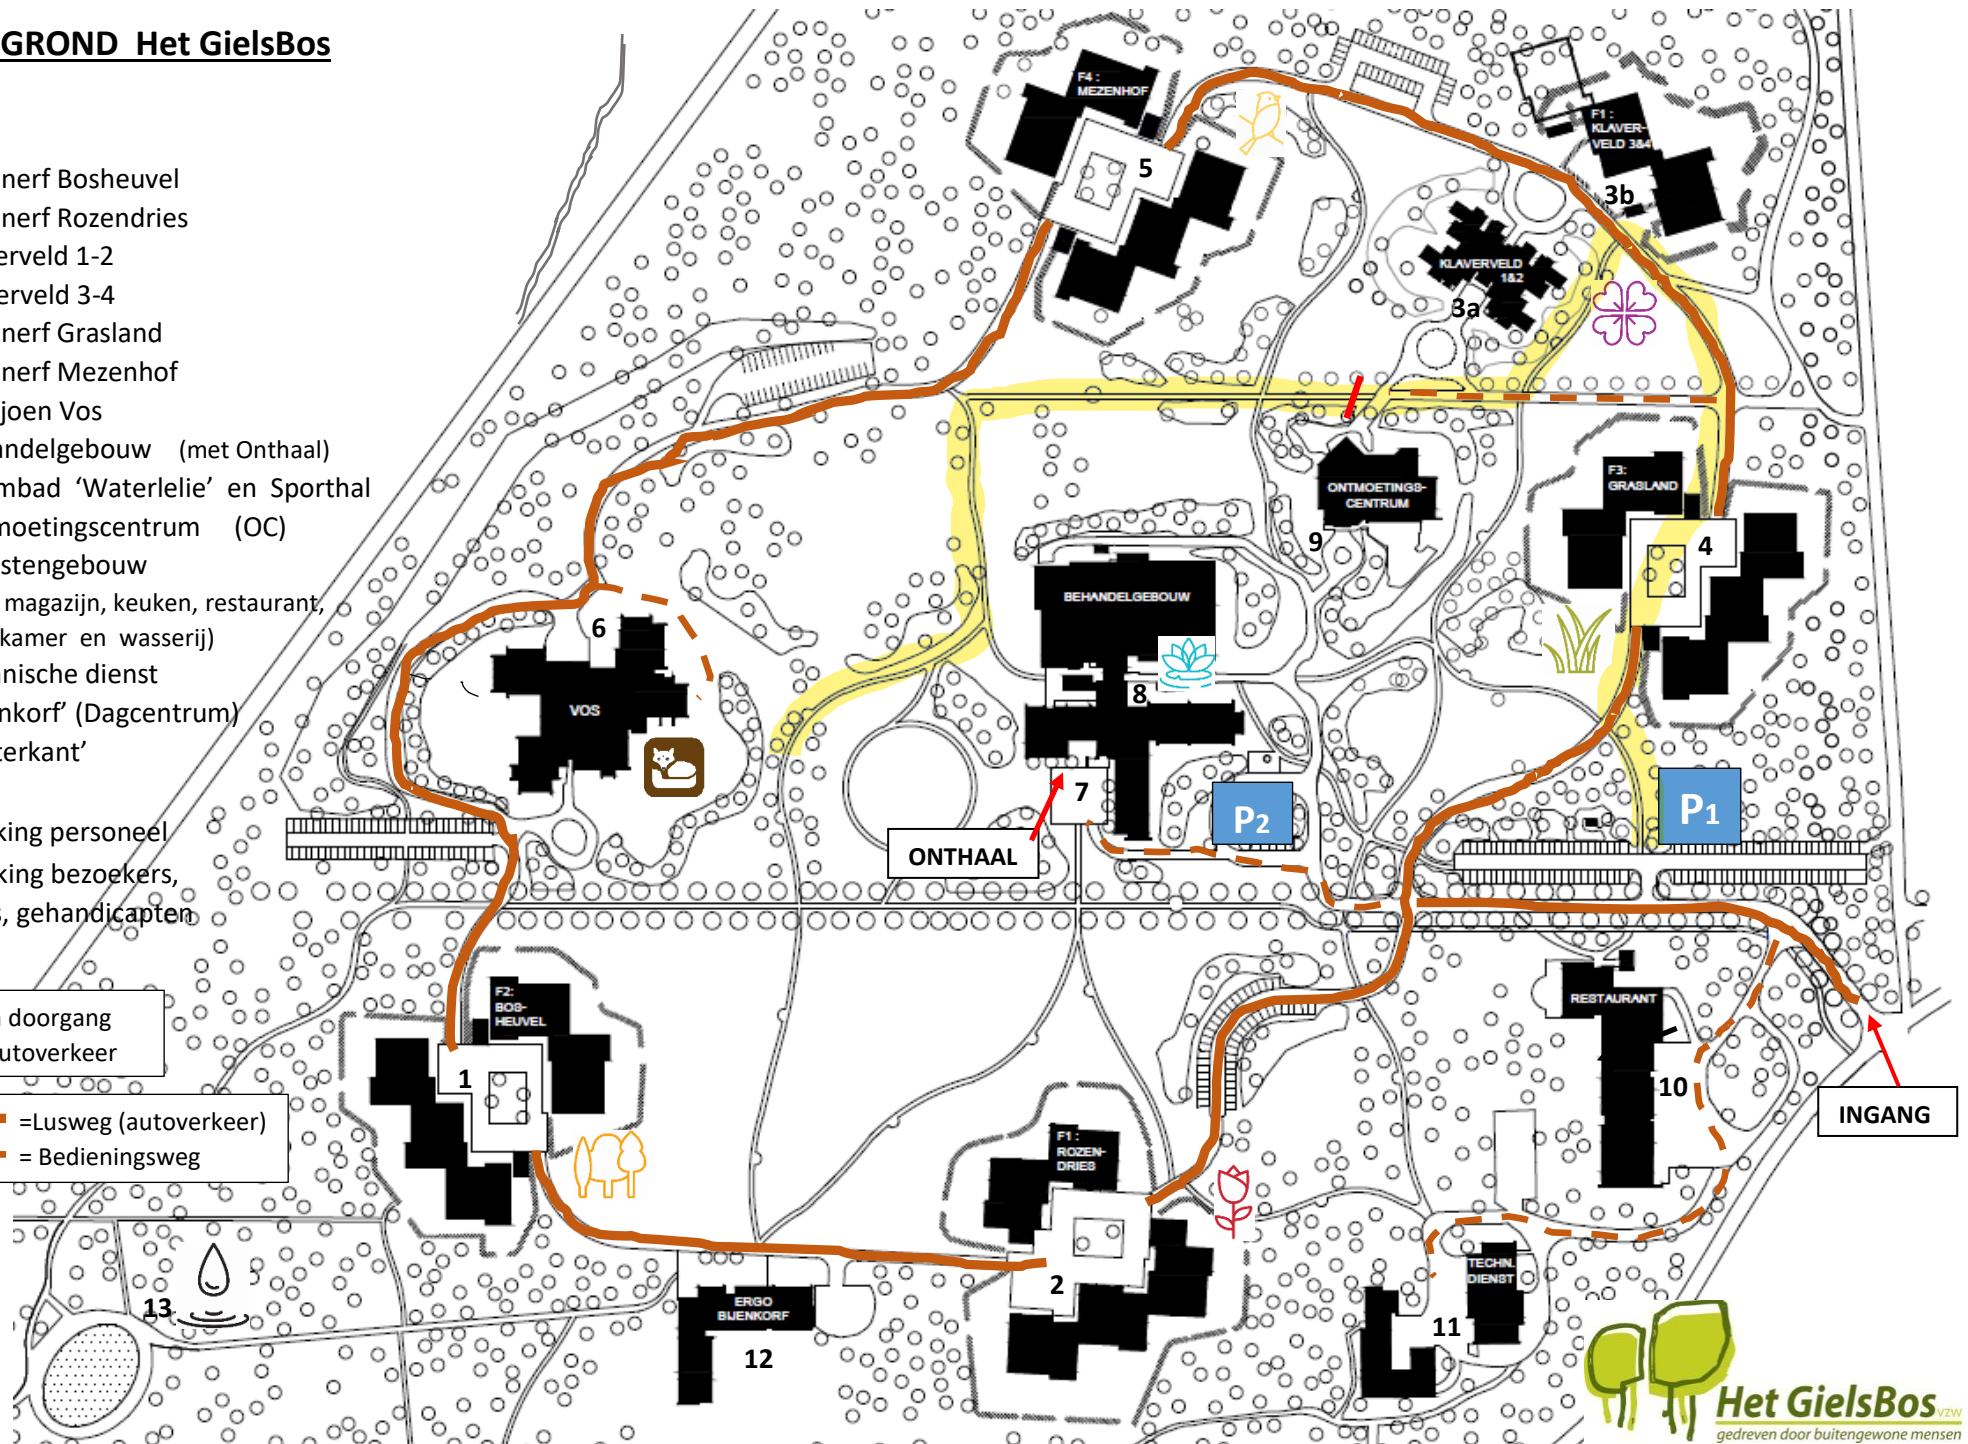 GROND Het GielsBos
nerf Bosheuvel
nerf Rozendries
erveld 1-2
erveld 3-4
nerf Grasland
nerf Mezenhof
joen Vos
ndelgebouw (met Onthaal)
mbad 'Waterlelie' en Sporthal
moetingscentrum (OC)
stengebouw
magazijn, keuken, restaurant,
kamer en wasserij)
nnische dienst
nkorf' (Dagcentrum)
terkant'
king personeel
king bezoekers,
s, gehandicapten
doorgang
utoverkeer
=Lusweg (autoverkeer)
= Bedieningsweg
F4 :
MEZENHOF
5
F1 :
KLAVER-
VELD 3&4
3b
KLAVERVELD
1&2
3a
ONTMOETINGS-
CENTRUM
9
F3:
GRASLAND
4
BEHANDELGEBOUW
8
6
VOS
7
ONTHAAL
P2
P1
F2:
BOS-
HEUVEL
1
RESTAURANT
10
INGANG
F1 :
ROZEN-
DRIES
2
TECHN.
DIENST
11
ERGO
BIJENKORF
12
13
Het GielsBos vzw
gedreven door buitengewone mensen